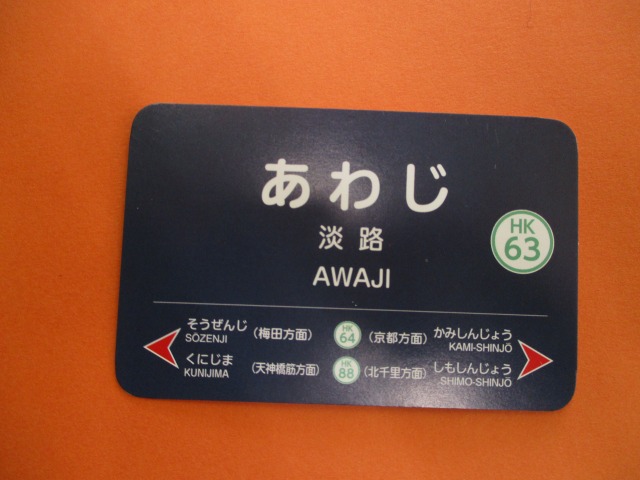 あわじ
淡路
AWAJI
HK
63
そうぜんじ (梅田方面) HK 64 (京都方面) かみしんじょう
SŌZENJI KAMI-SHINJŌ
くにじま (天神橋筋方面) HK 88 (北千里方面) しもしんじょう
KUNIJIMA SHIMO-SHINJŌ